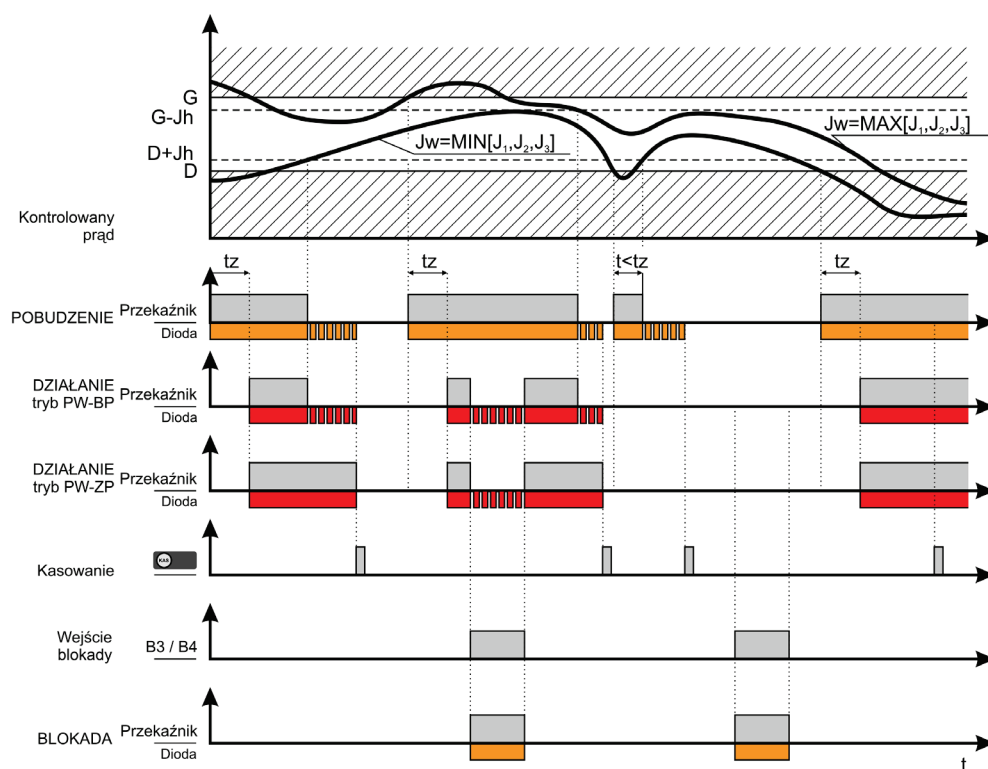 G
G-Jh
D+Jh
D
Jw=MIN[J₁,J₂,J₃]
Jw=MAX[J₁,J₂,J₃]
Kontrolowany
prąd
tz
tz
t<tz
tz
POBUDZENIE
Przekaźnik
Dioda
DZIAŁANIE
tryb PW-BP
Przekaźnik
Dioda
DZIAŁANIE
tryb PW-ZP
Przekaźnik
Dioda
Kasowanie
KAS
Wejście
blokady
B3 / B4
BLOKADA
Przekaźnik
Dioda
t